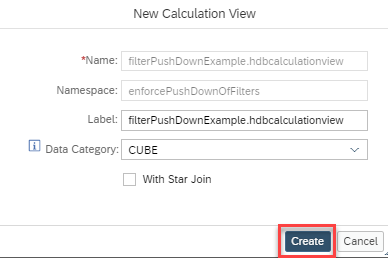 New Calculation View
*Name: filterPushDownExample.hdbcalculationview
Namespace: enforcePushDownOfFilters
Label: filterPushDownExample.hdbcalculationview
i Data Category: CUBE
With Star Join
Create Cancel